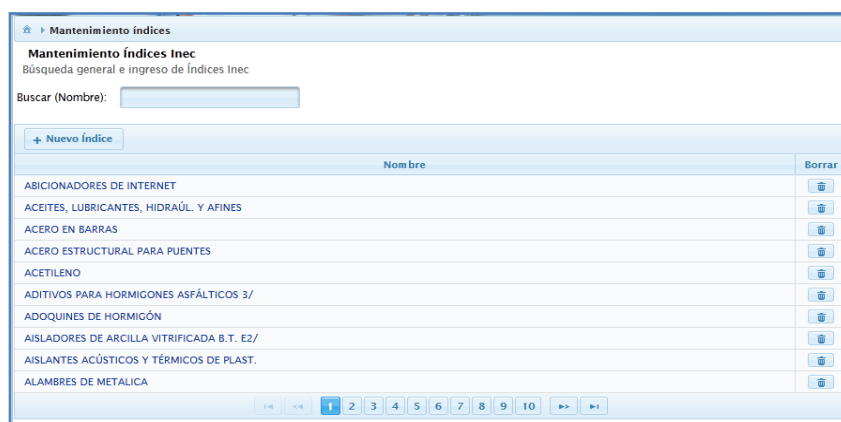 Mantenimiento índices
Mantenimiento Índices Inec
Búsqueda general e ingreso de Índices Inec
Buscar (Nombre):
+ Nuevo Índice
Nombre Borrar
ABICIONADORES DE INTERNET
ACEITES, LUBRICANTES, HIDRAÚL. Y AFINES
ACERO EN BARRAS
ACERO ESTRUCTURAL PARA PUENTES
ACETILENO
ADITIVOS PARA HORMIGONES ASFÁLTICOS 3/
ADOQUINES DE HORMIGÓN
AISLADORES DE ARCILLA VITRIFICADA B.T. E2/
AISLANTES ACÚSTICOS Y TÉRMICOS DE PLAST.
ALAMBRES DE METALICA
1 2 3 4 5 6 7 8 9 10